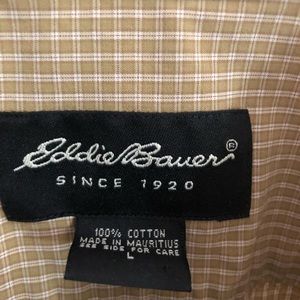 Eddie Bauer®
SINCE 1920
100% COTTON
MADE IN MAURITIUS
SEE SIDE FOR CARE
L